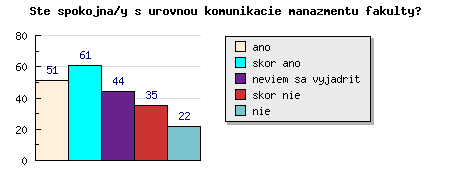 Ste spokojna/y s urovnou komunikacie manazmentu fakulty?
80
60
40
20
0
51
61
44
35
22
ano
skor ano
neviem sa vyjadrit
skor nie
nie